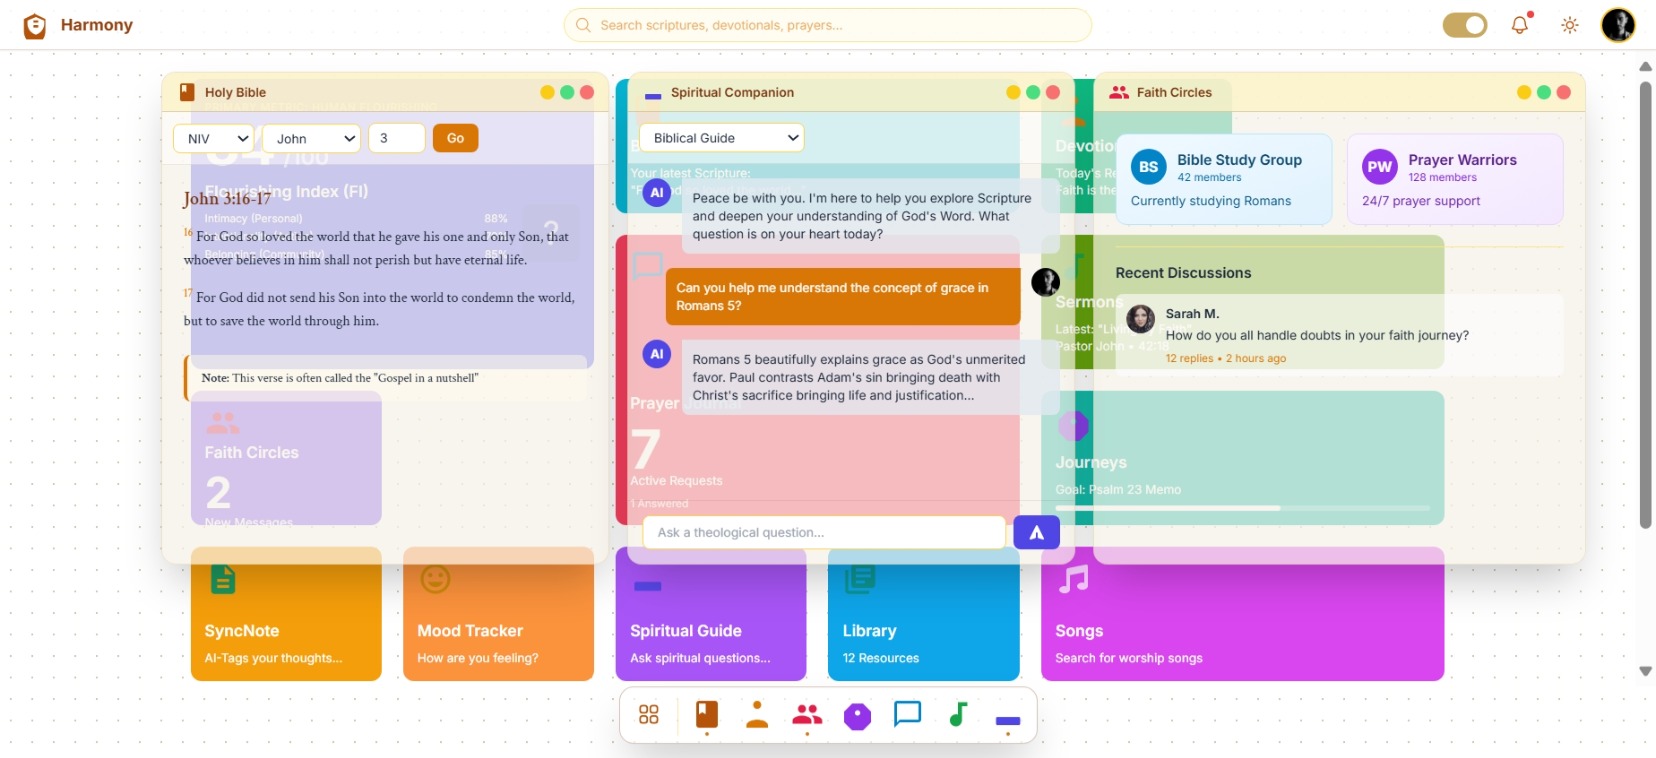 Harmony
Search scriptures, devotionals, prayers...
Holy Bible
NIV
John
3
Go
/100
Flourishing Index (FI)
John 3:16-17
Intimacy (Personal)
88%
16 For God so loved the world that he gave his one and only Son, that
whoever believes in him shall not perish but have eternal life.
85%
?
17 For God did not send his Son into the world to condemn the world,
but to save the world through him.
Note: This verse is often called the "Gospel in a nutshell"
Faith Circles
2
New Messages
Spiritual Companion
Biblical Guide
Your latest Scripture:
AI
Peace be with you. I'm here to help you explore Scripture
and deepen your understanding of God's Word. What
question is on your heart today?
Can you help me understand the concept of grace in
Romans 5?
AI
Romans 5 beautifully explains grace as God's unmerited
favor. Paul contrasts Adam's sin bringing death with
Christ's sacrifice bringing life and justification...
Prayer Journal
7
Active Requests
1 Answered
Ask a theological question...
Faith Circles
Today's Re
Faith is the
BS
Bible Study Group
42 members
Currently studying Romans
PW
Prayer Warriors
128 members
24/7 prayer support
Recent Discussions
Sermons
Pastor John • 42:18
Sarah M.
How do you all handle doubts in your faith journey?
12 replies • 2 hours ago
Journeys
Goal: Psalm 23 Memo
SyncNote
AI-Tags your thoughts...
Mood Tracker
How are you feeling?
Spiritual Guide
Ask spiritual questions...
Library
12 Resources
Songs
Search for worship songs